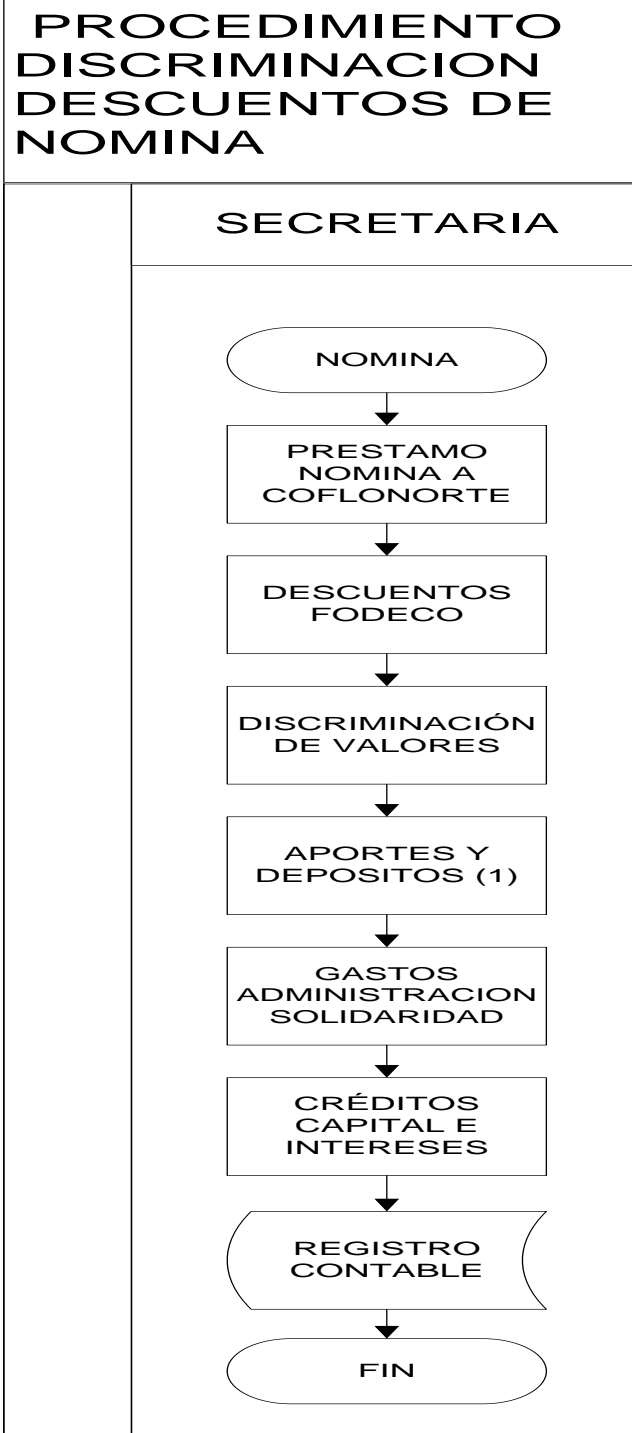 PROCEDIMIENTO
DISCRIMINACION
DESCUENTOS DE
NOMINA
SECRETARIA
NOMINA
PRESTAMO
NOMINA A
COFLONORTE
DESCUENTOS
FODECO
DISCRIMINACIÓN
DE VALORES
APORTES Y
DEPOSITOS (1)
GASTOS
ADMINISTRACION
SOLIDARIDAD
CRÉDITOS
CAPITAL E
INTERESES
REGISTRO
CONTABLE
FIN